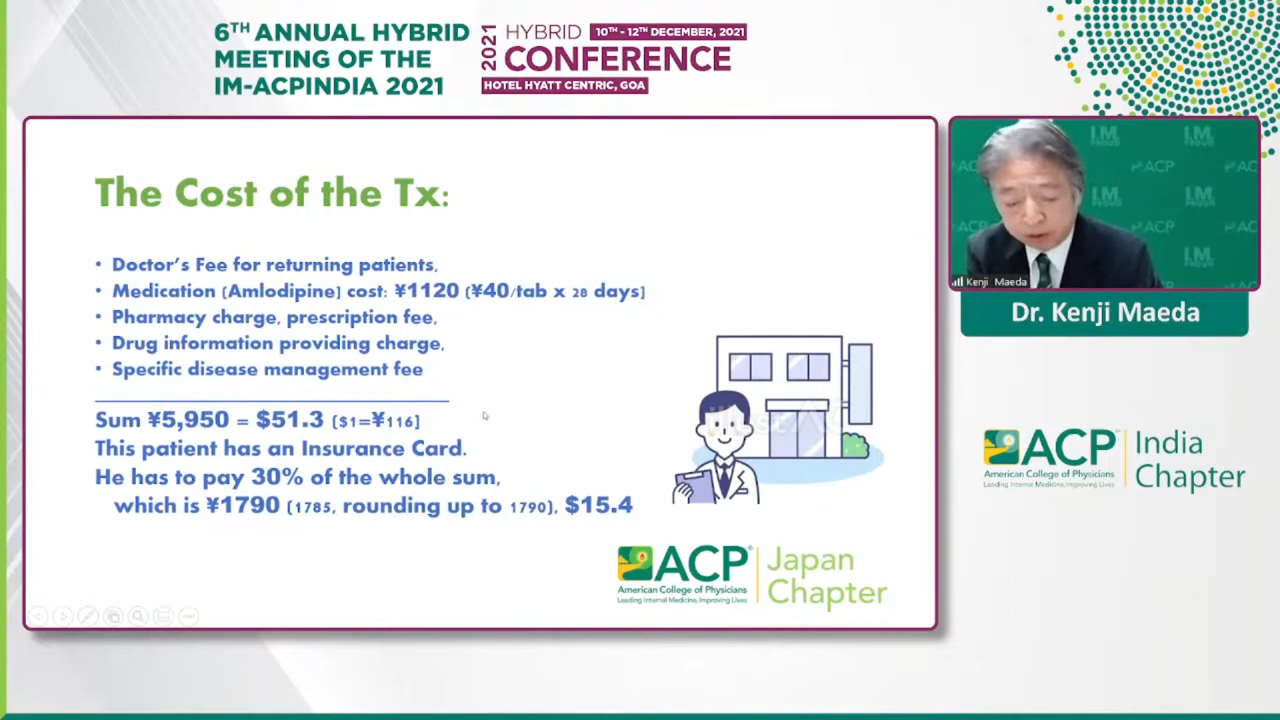 6TH ANNUAL HYBRID
MEETING OF THE
IM-ACPINDIA 2021
2021
HYBRID 10TH - 12TH DECEMBER, 2021
CONFERENCE
HOTEL HYATT CENTRIC, GOA
The Cost of the Tx:
• Doctor's Fee for returning patients,
• Medication (Amlodipine) cost: ¥1120 (¥40/tab x 28 days)
• Pharmacy charge, prescription fee,
• Drug information providing charge,
• Specific disease management fee
Sum ¥5,950 = $51.3 ($1=¥116)
This patient has an Insurance Card.
He has to pay 30% of the whole sum,
which is ¥1790 (1785, rounding up to 1790), $15.4
ACP® Japan
American College of Physicians Chapter
Leading Internal Medicine, Improving Lives
I.M. PROUD
ACP
Kenji Maeda
Dr. Kenji Maeda
ACP India
American College of Physicians Chapter
Leading Internal Medicine, Improving Lives